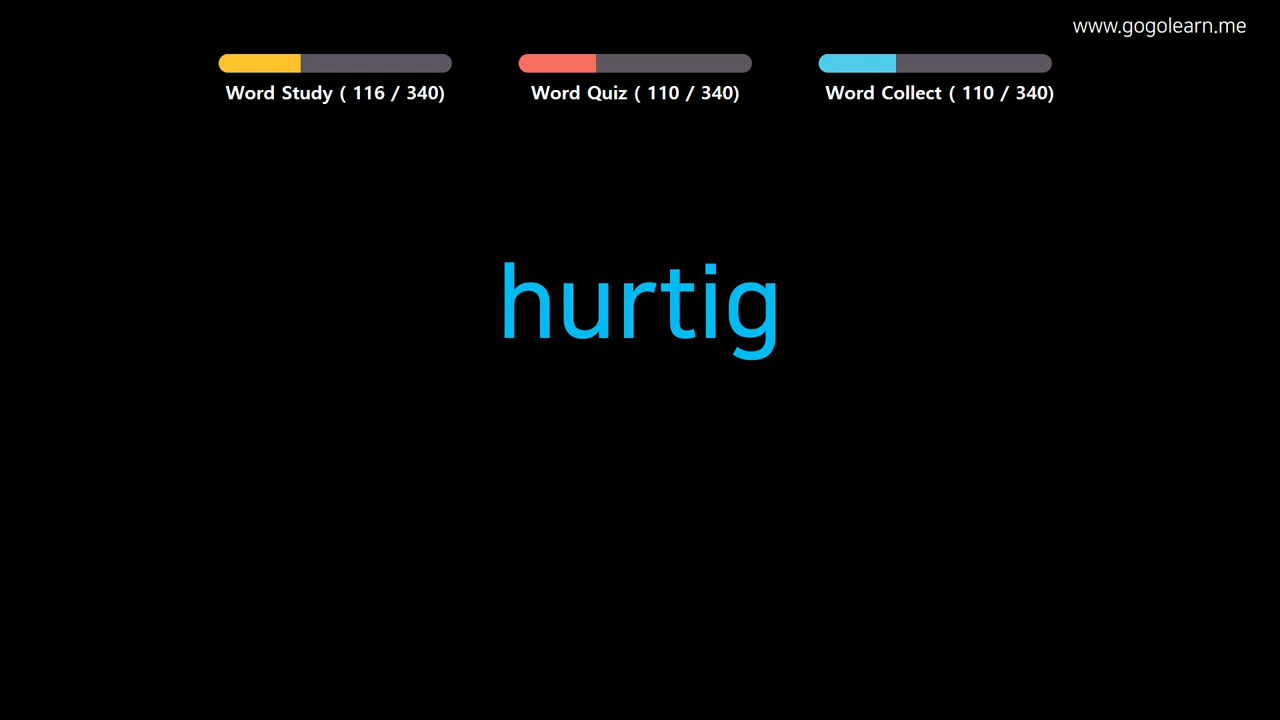 www.gogolearn.me
Word Study ( 116 / 340)
Word Quiz ( 110 / 340)
Word Collect ( 110 / 340)
hurtig